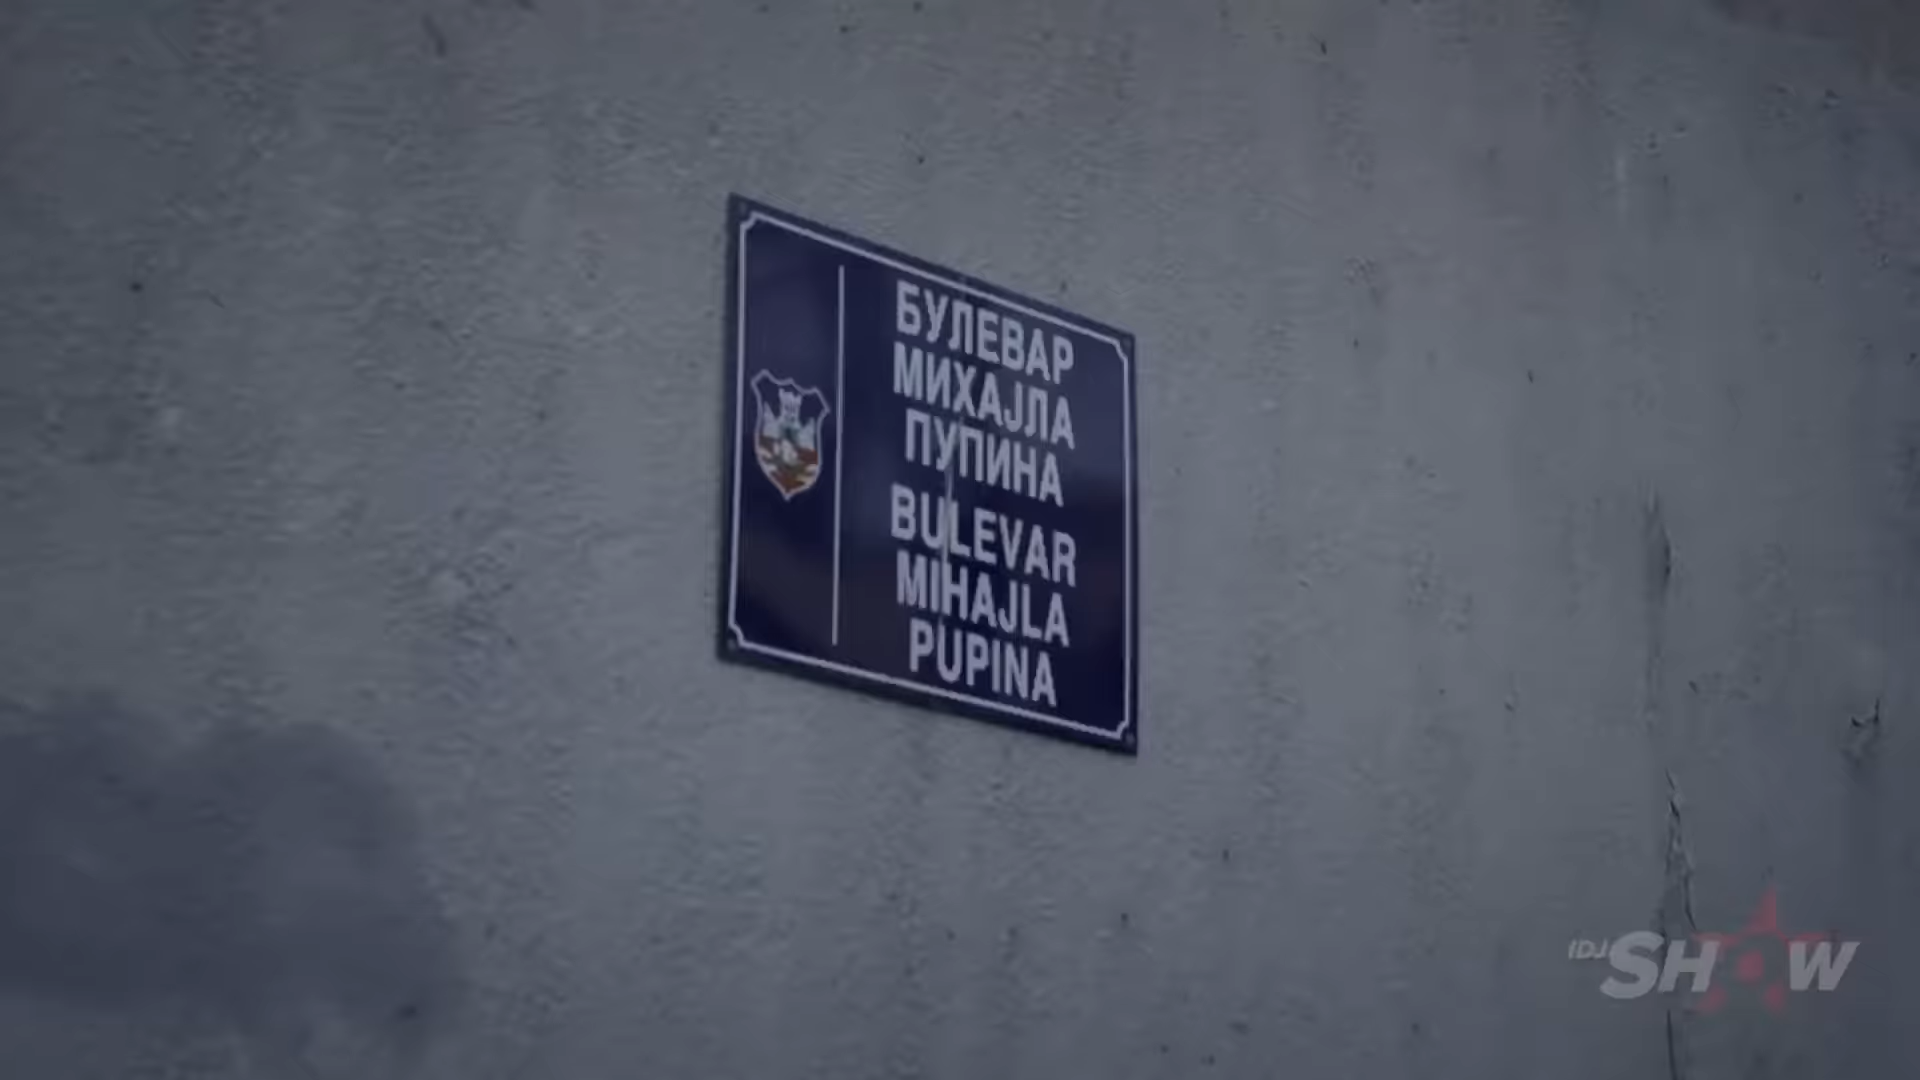 БУЛЕВАР
МИХАЈЛА
ПУПИНА
BULEVAR
MIHAJLA
PUPINA
IDJ SHOW